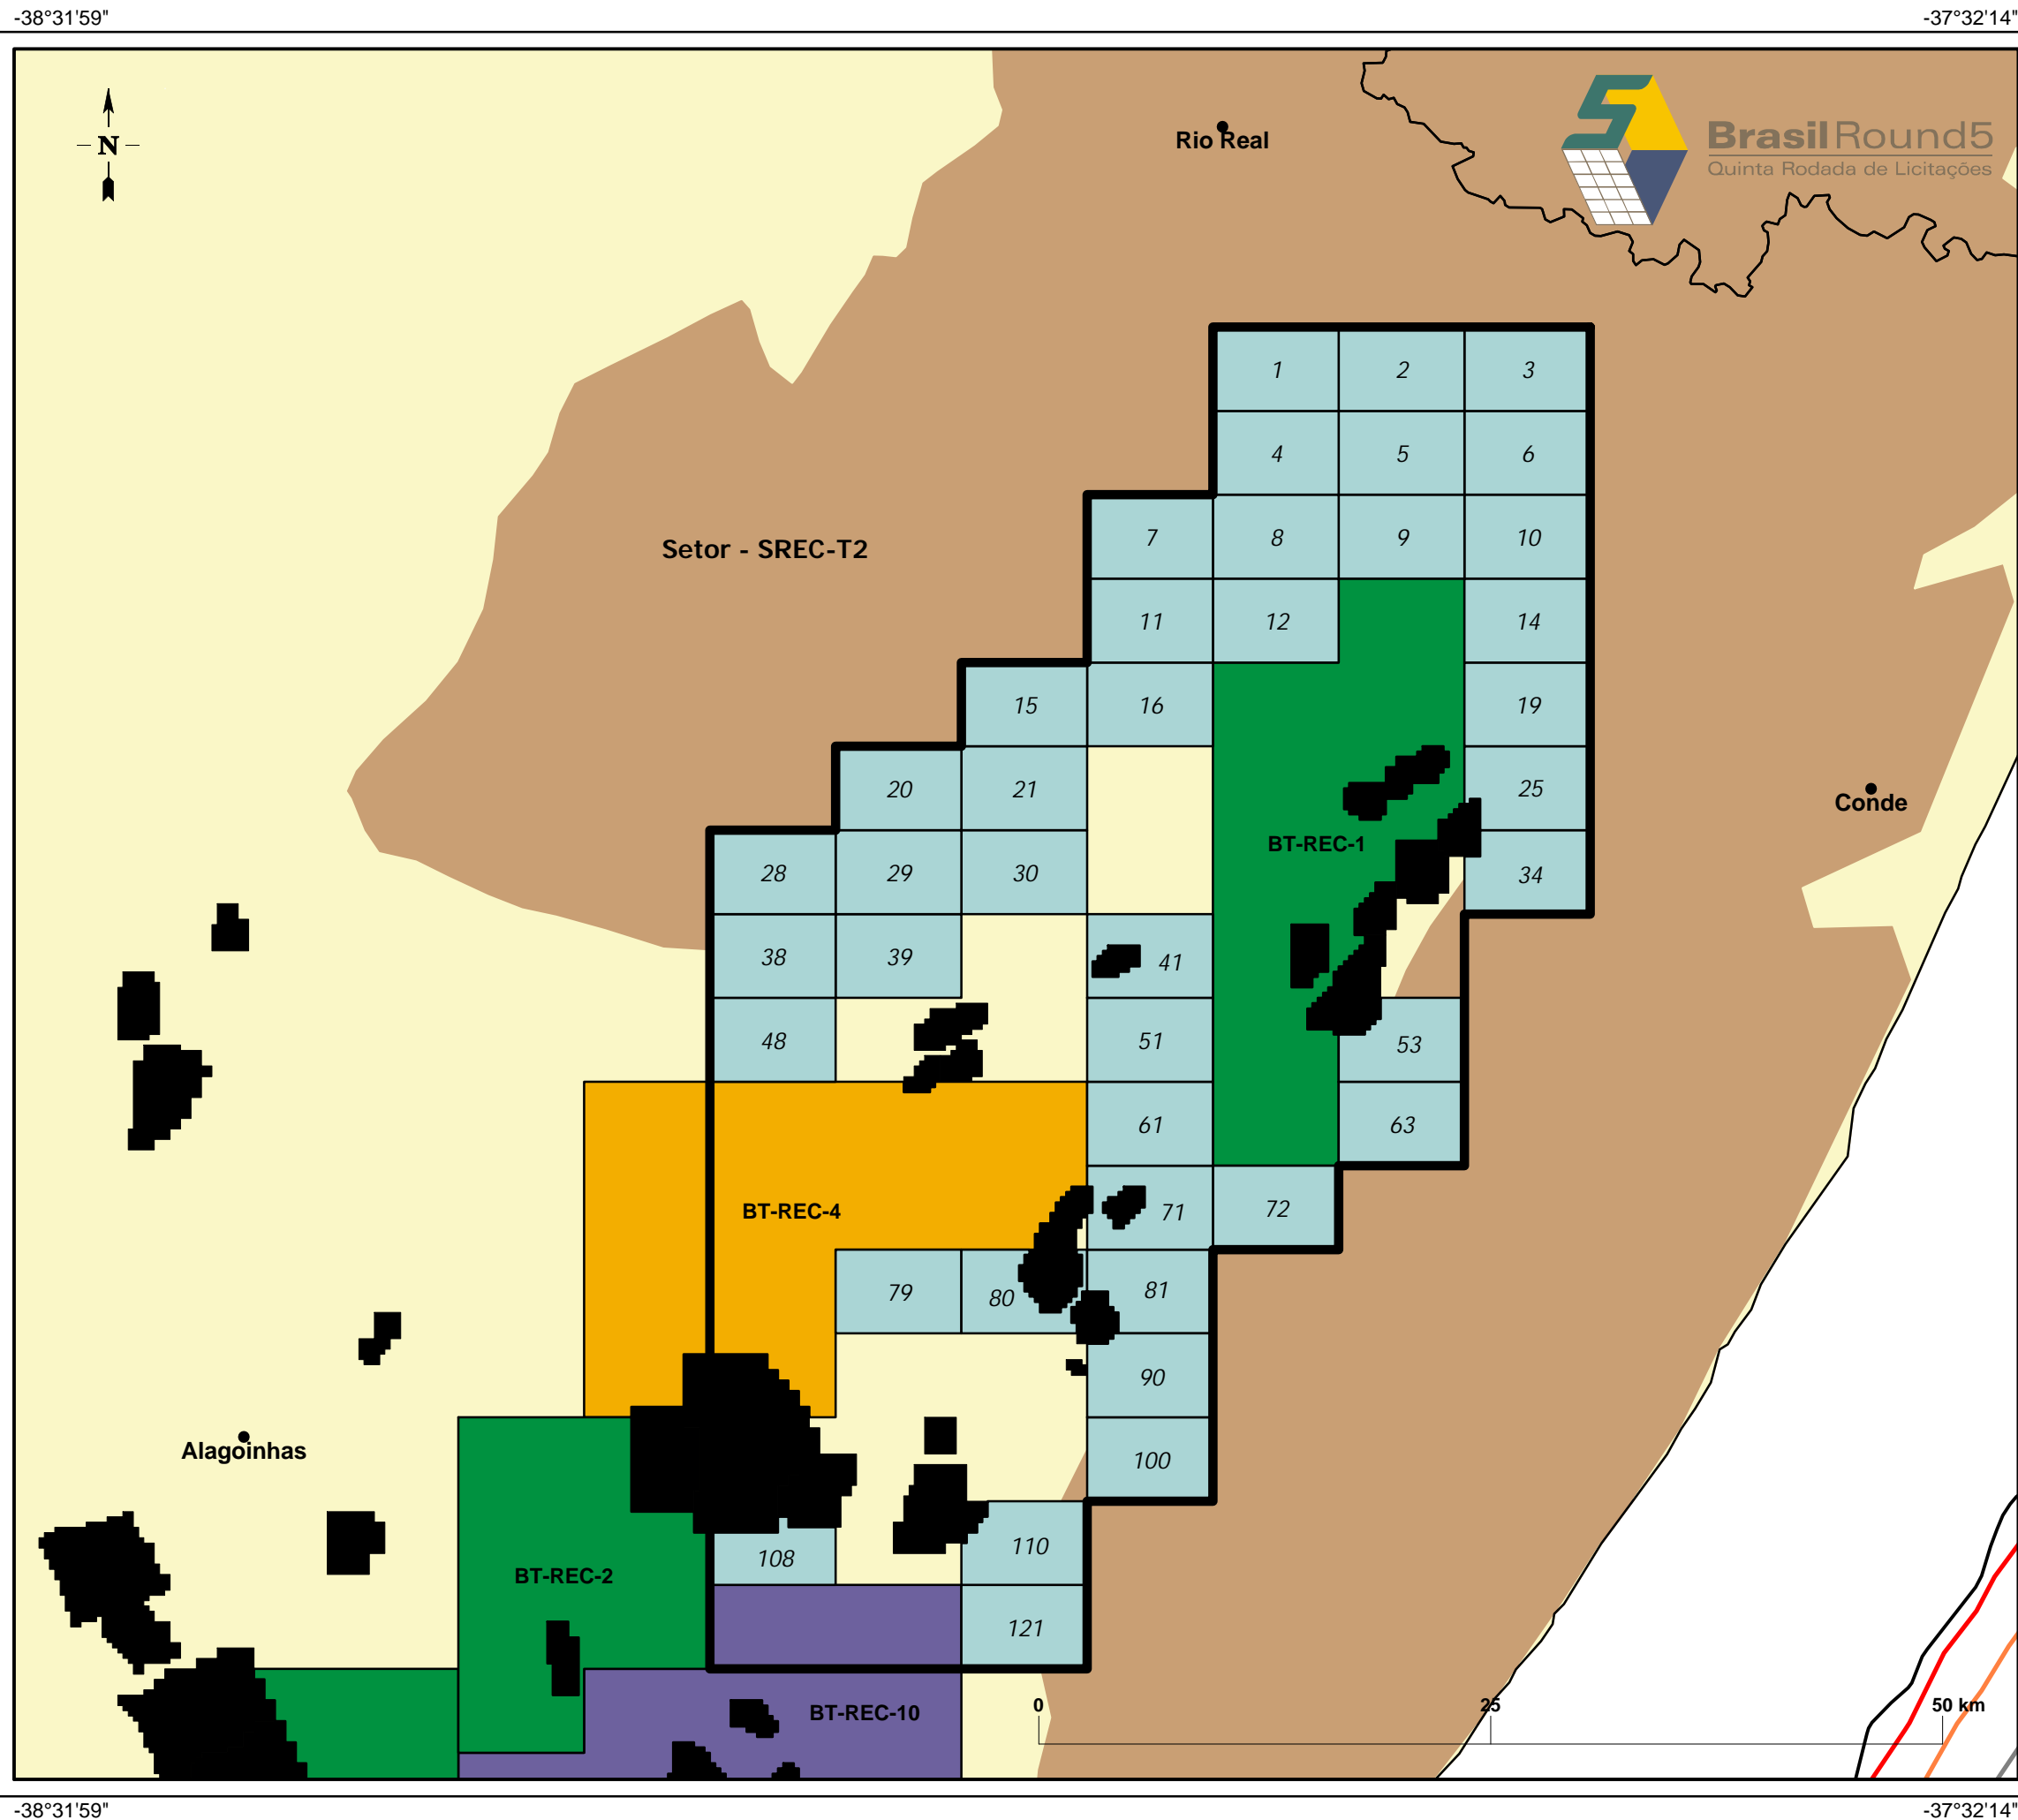 -38°31'59" -37°32'14"
N
Rio Real
BrasilRound5
Quinta Rodada de Licitações
1 2 3
4 5 6
Setor - SREC-T2
7 8 9 10
11 12 14
15 16 19
20 21 25
Conde
BT-REC-1
28 29 30 34
38 39 41
48 51 53
61 63
BT-REC-4 71 72
79 80 81
90
Alagoinhas
100
108 110
BT-REC-2
121
BT-REC-10
0 25 50 km
-38°31'59" -37°32'14"